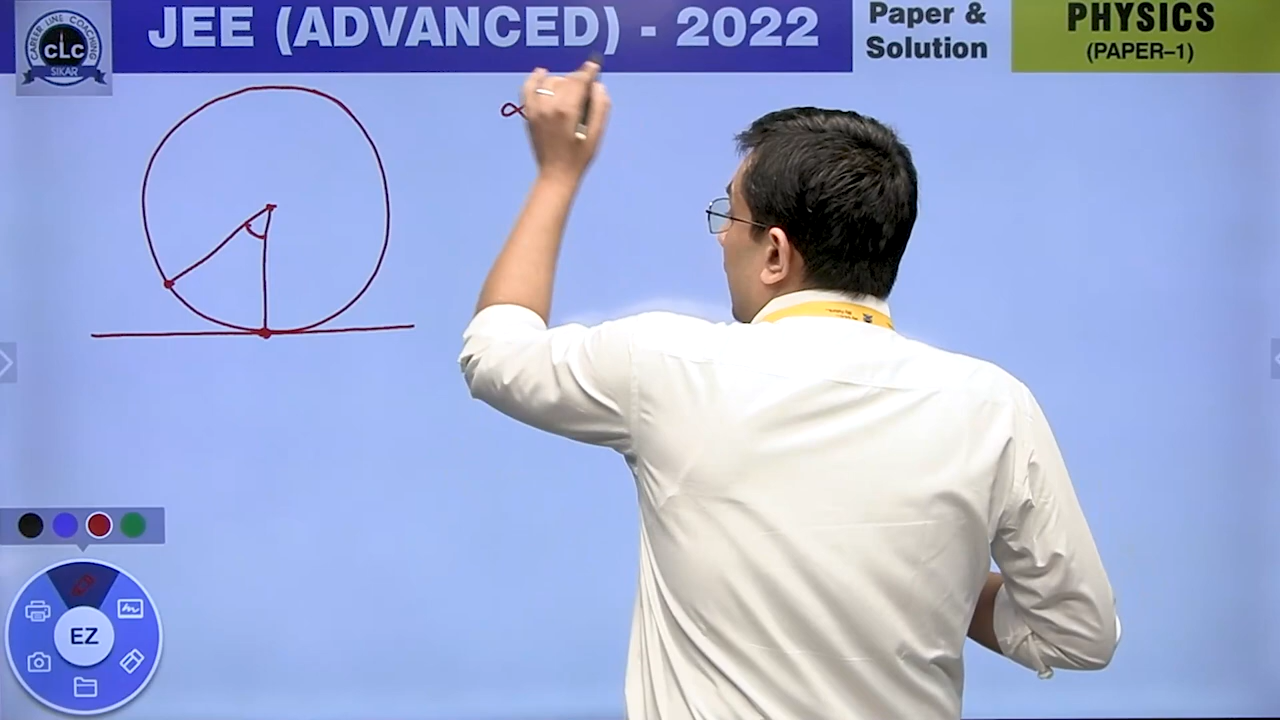 JEE (ADVANCED) - 2022
Paper &
Solution
PHYSICS
(PAPER–1)
CAREER LINE COACHING
CLC
SIKAR
∝
EZ